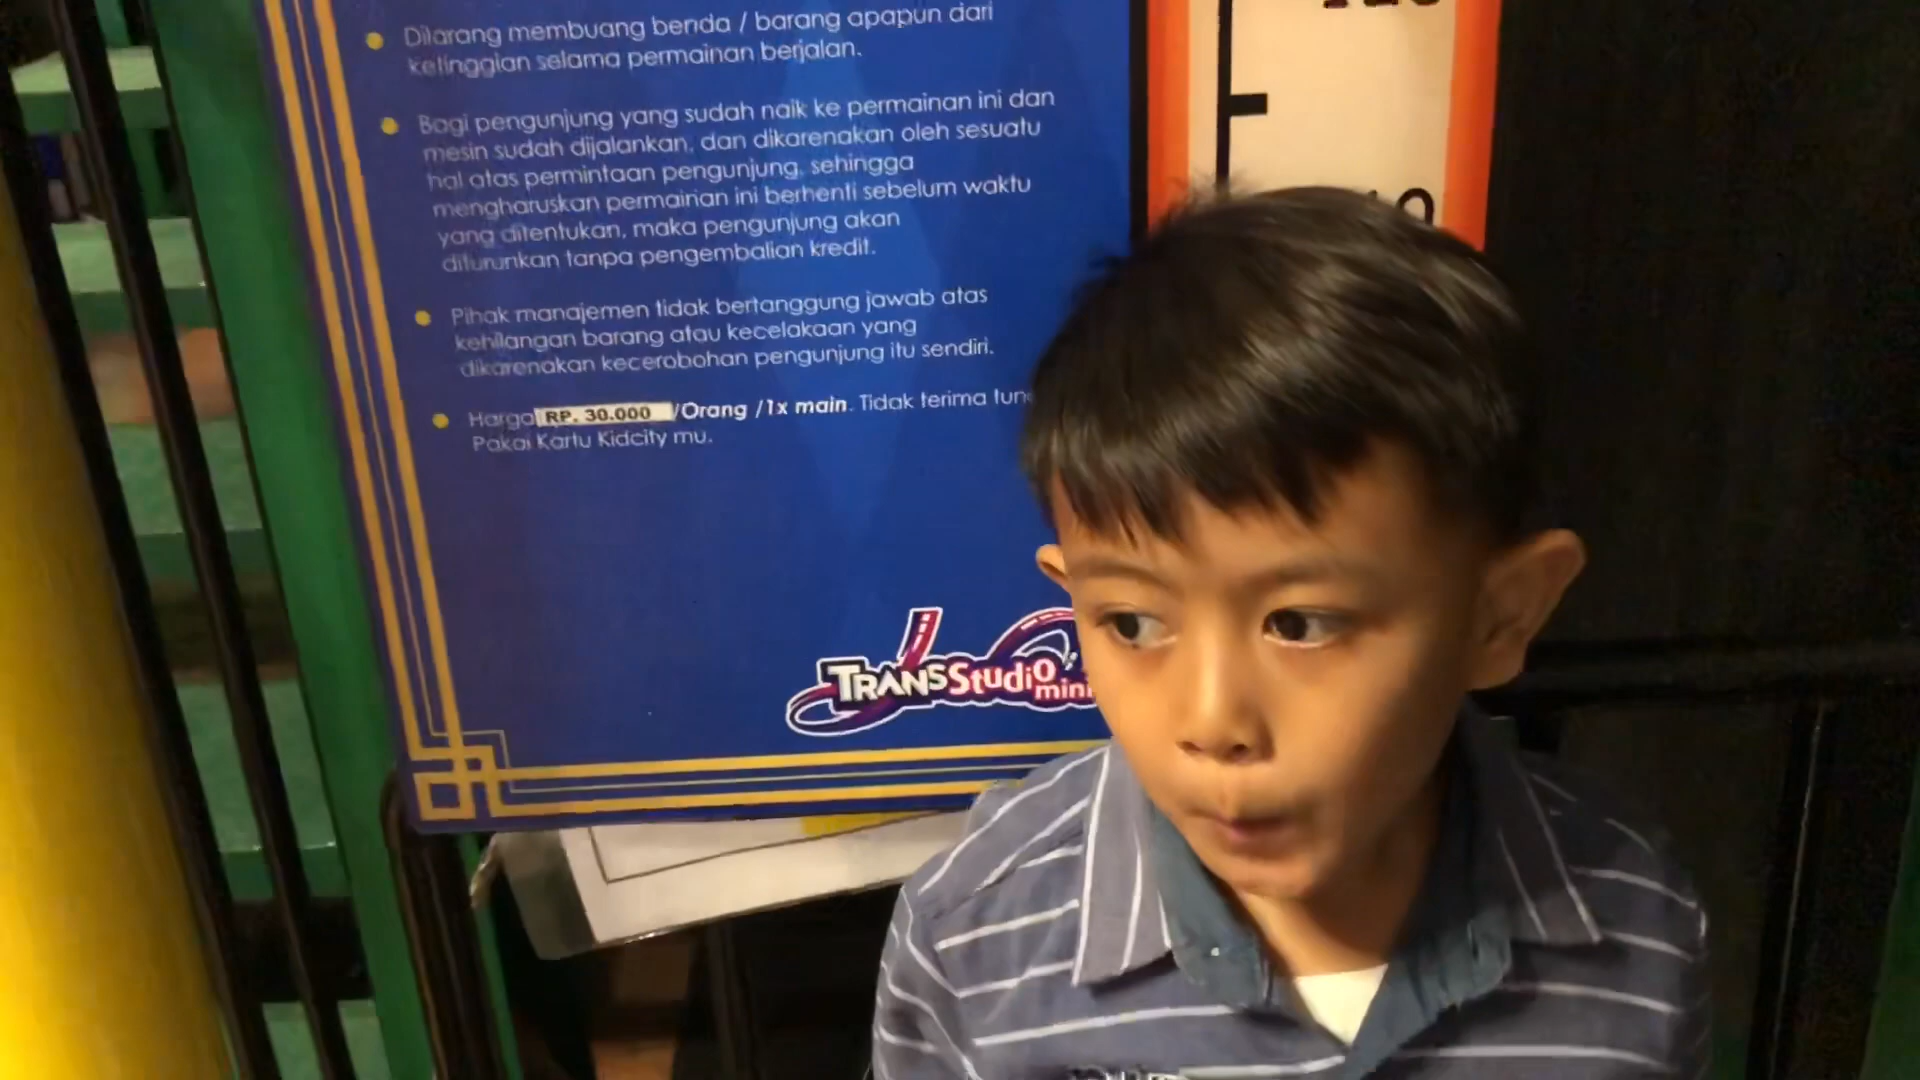 Dilarang membuang benda / barang apapun dari
ketinggian selama permainan berjalan.
Bagi pengunjung yang sudah naik ke permainan ini dan
mesin sudah dijalankan, dan dikarenakan oleh sesuatu
hal atas permintaan pengunjung, sehingga
mengharuskan permainan ini berhenti sebelum waktu
yang ditentukan, maka pengunjung akan
diturunkan tanpa pengembalian kredit.
Pihak manajemen tidak bertanggung jawab atas
kehilangan barang atau kecelakaan yang
dikarenakan kecerobohan pengunjung itu sendiri.
Harga RP. 30.000 /Orang /1x main. Tidak terima
Pakai Kartu Kidcity mu.
TRANSStudio
mini